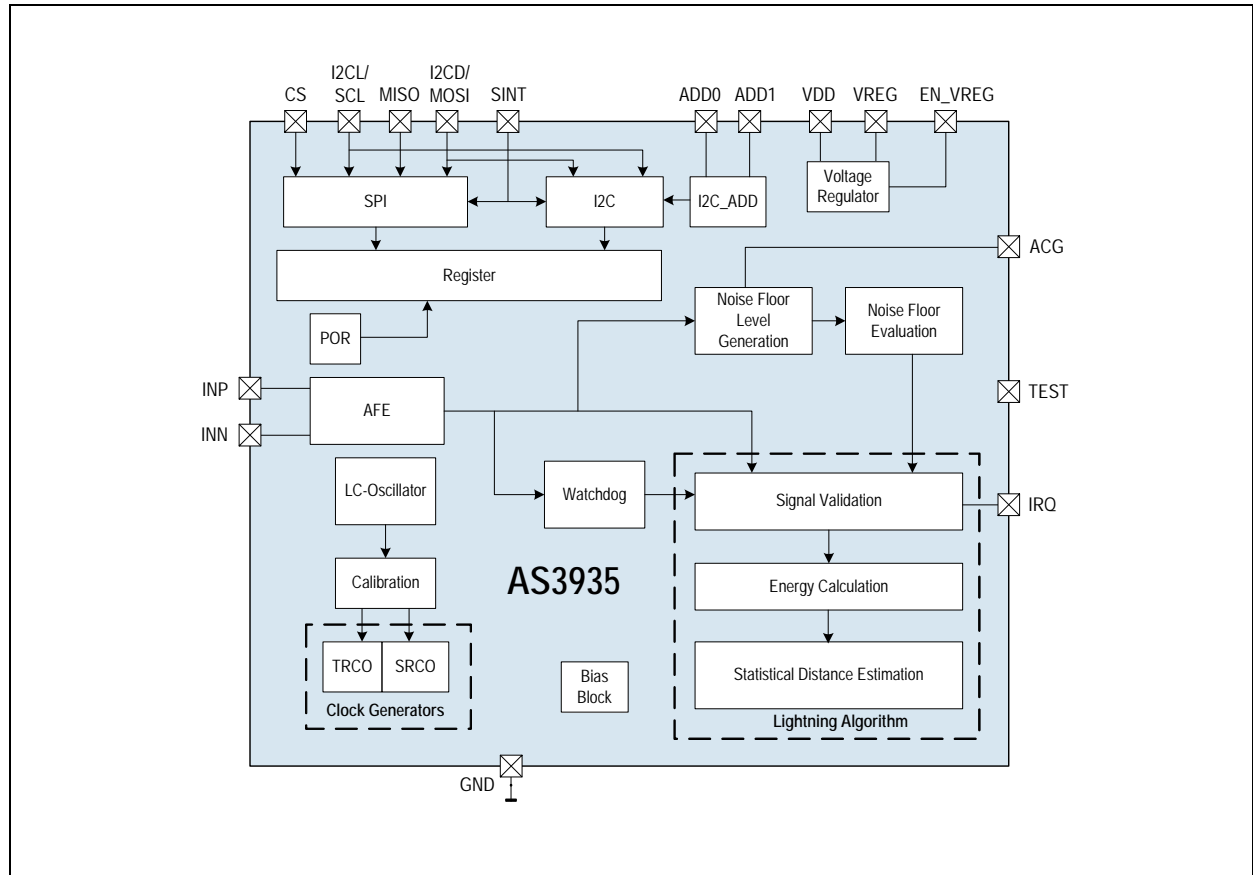 I2CL/
I2CD/
CS
SCL
MISO
MOSI
SINT
ADD0
ADD1
VDD
VREG
EN_VREG
SPI
I2C
I2C_ADD
Voltage
Regulator
ACG
Register
Noise Floor
Level
Generation
Noise Floor
Evaluation
POR
INP
AFE
TEST
INN
LC-Oscillator
Watchdog
Signal Validation
IRQ
Calibration
AS3935
Energy Calculation
TRCO
SRCO
Clock Generators
Bias
Block
Statistical Distance Estimation
Lightning Algorithm
GND